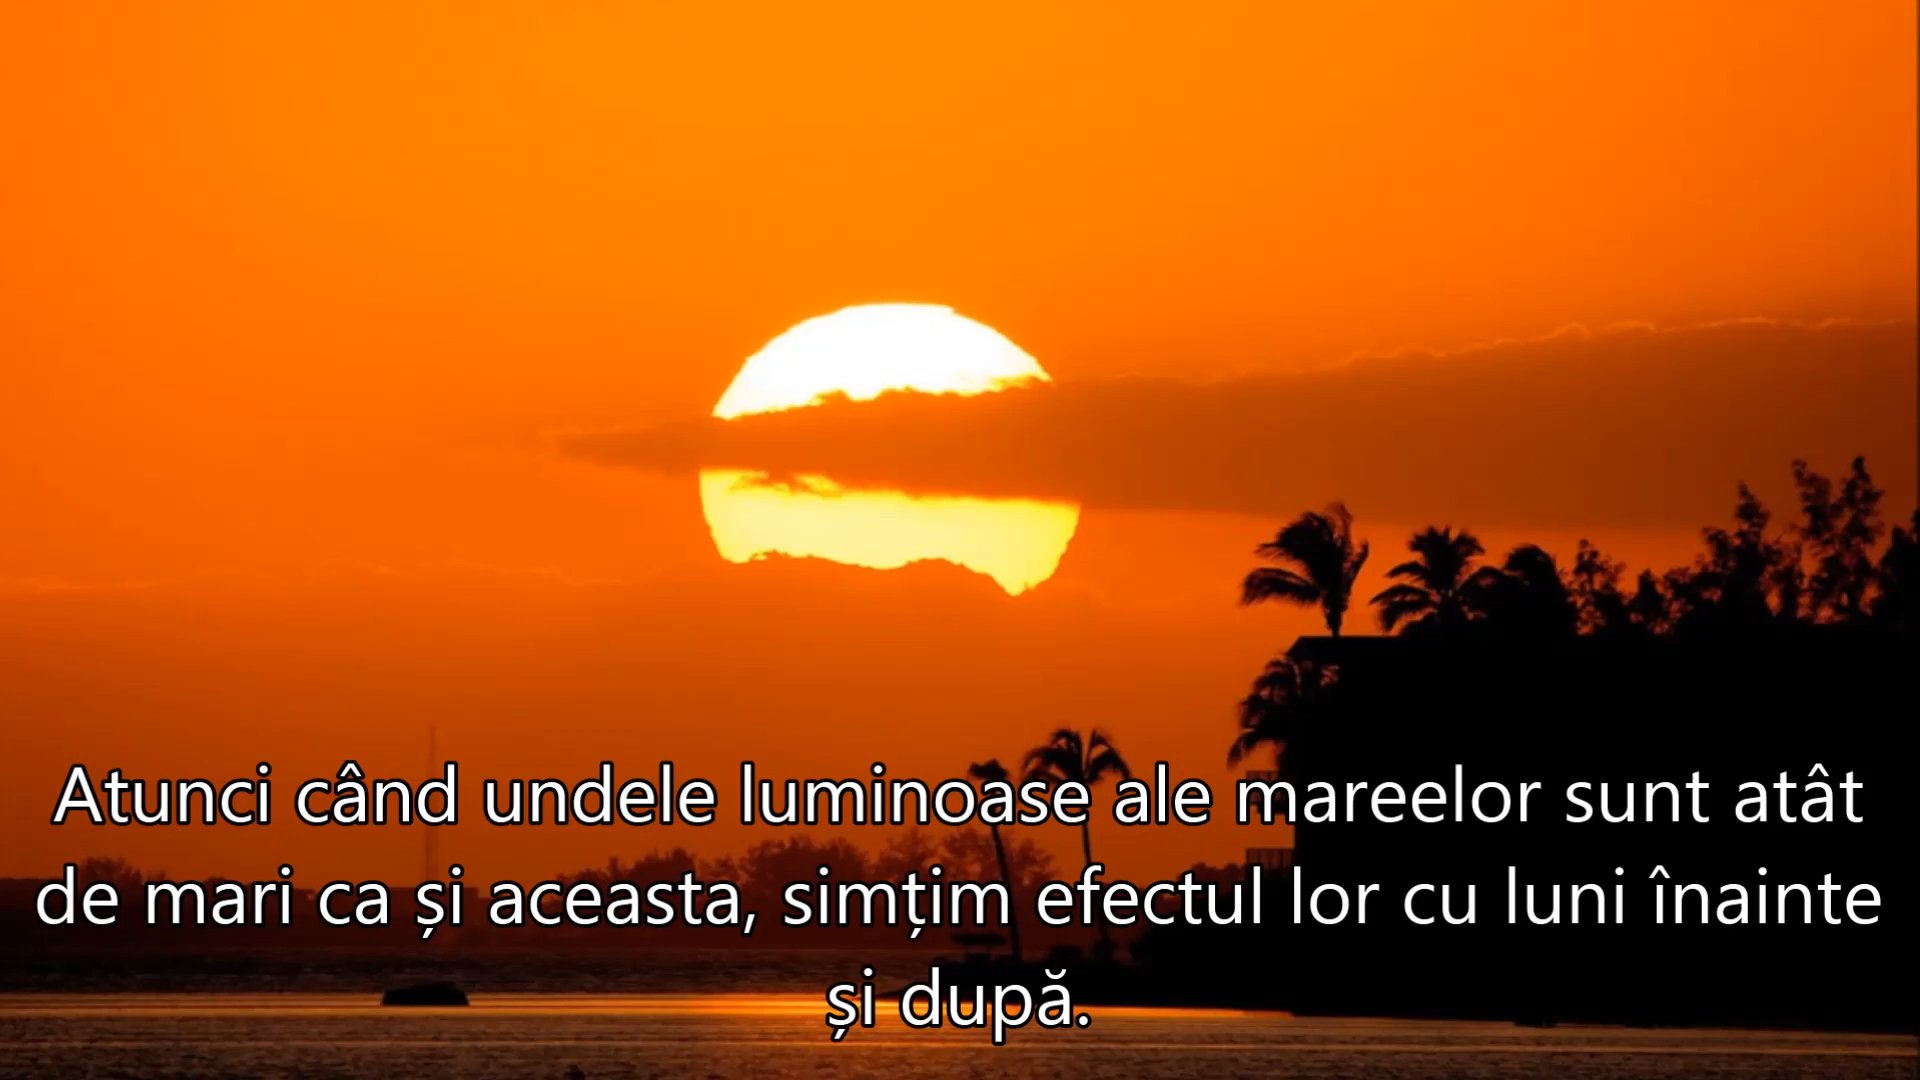 Atunci când undele luminoase ale mareelor sunt atât
de mari ca și aceasta, simțim efectul lor cu luni înainte
și după.